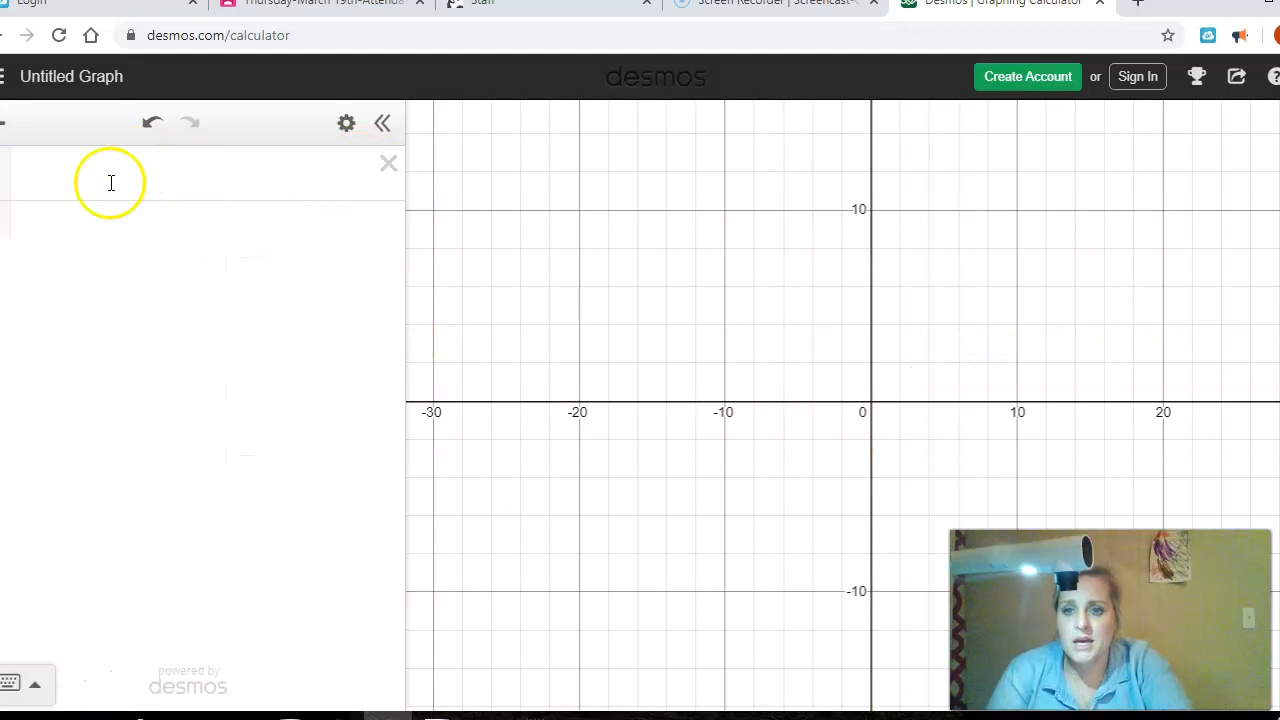 Login
Thursday-March 19th-Attenda
Staff
Screen Recorder | Screencast-
Desmos | Graphing Calculator
desmos.com/calculator
Untitled Graph
desmos
Create Account
or
Sign In
10
-30
-20
-10
0
10
20
-10
powered by
desmos